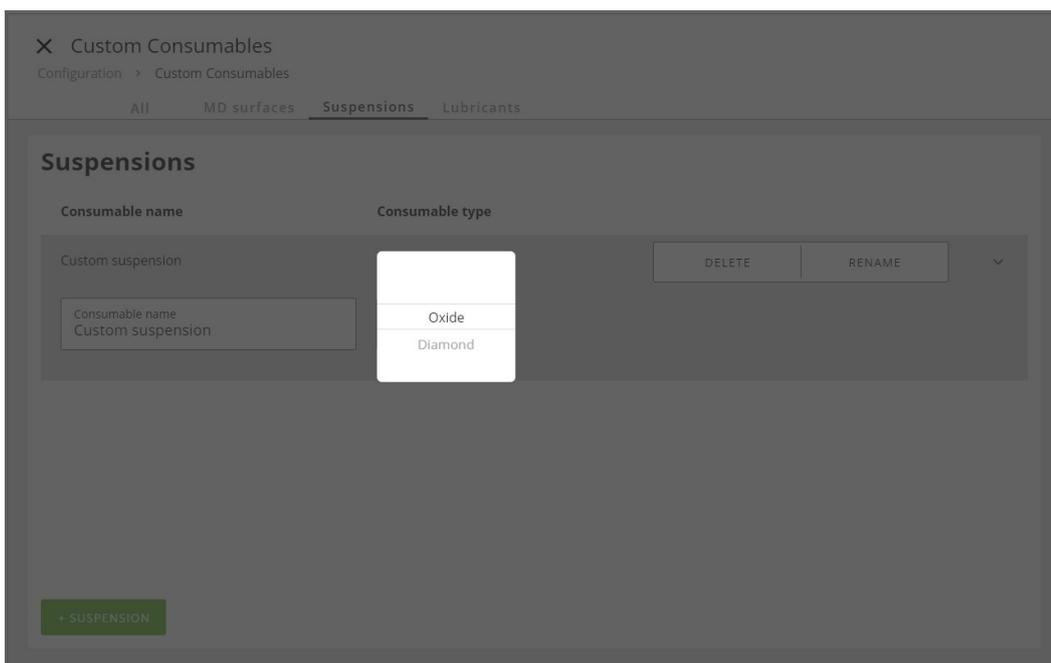 Custom Consumables
Configuration > Custom Consumables
All MD surfaces Suspensions Lubricants
Suspensions
Consumable name Consumable type
Custom suspension DELETE RENAME
Consumable name
Custom suspension
Oxide
Diamond
+ SUSPENSION